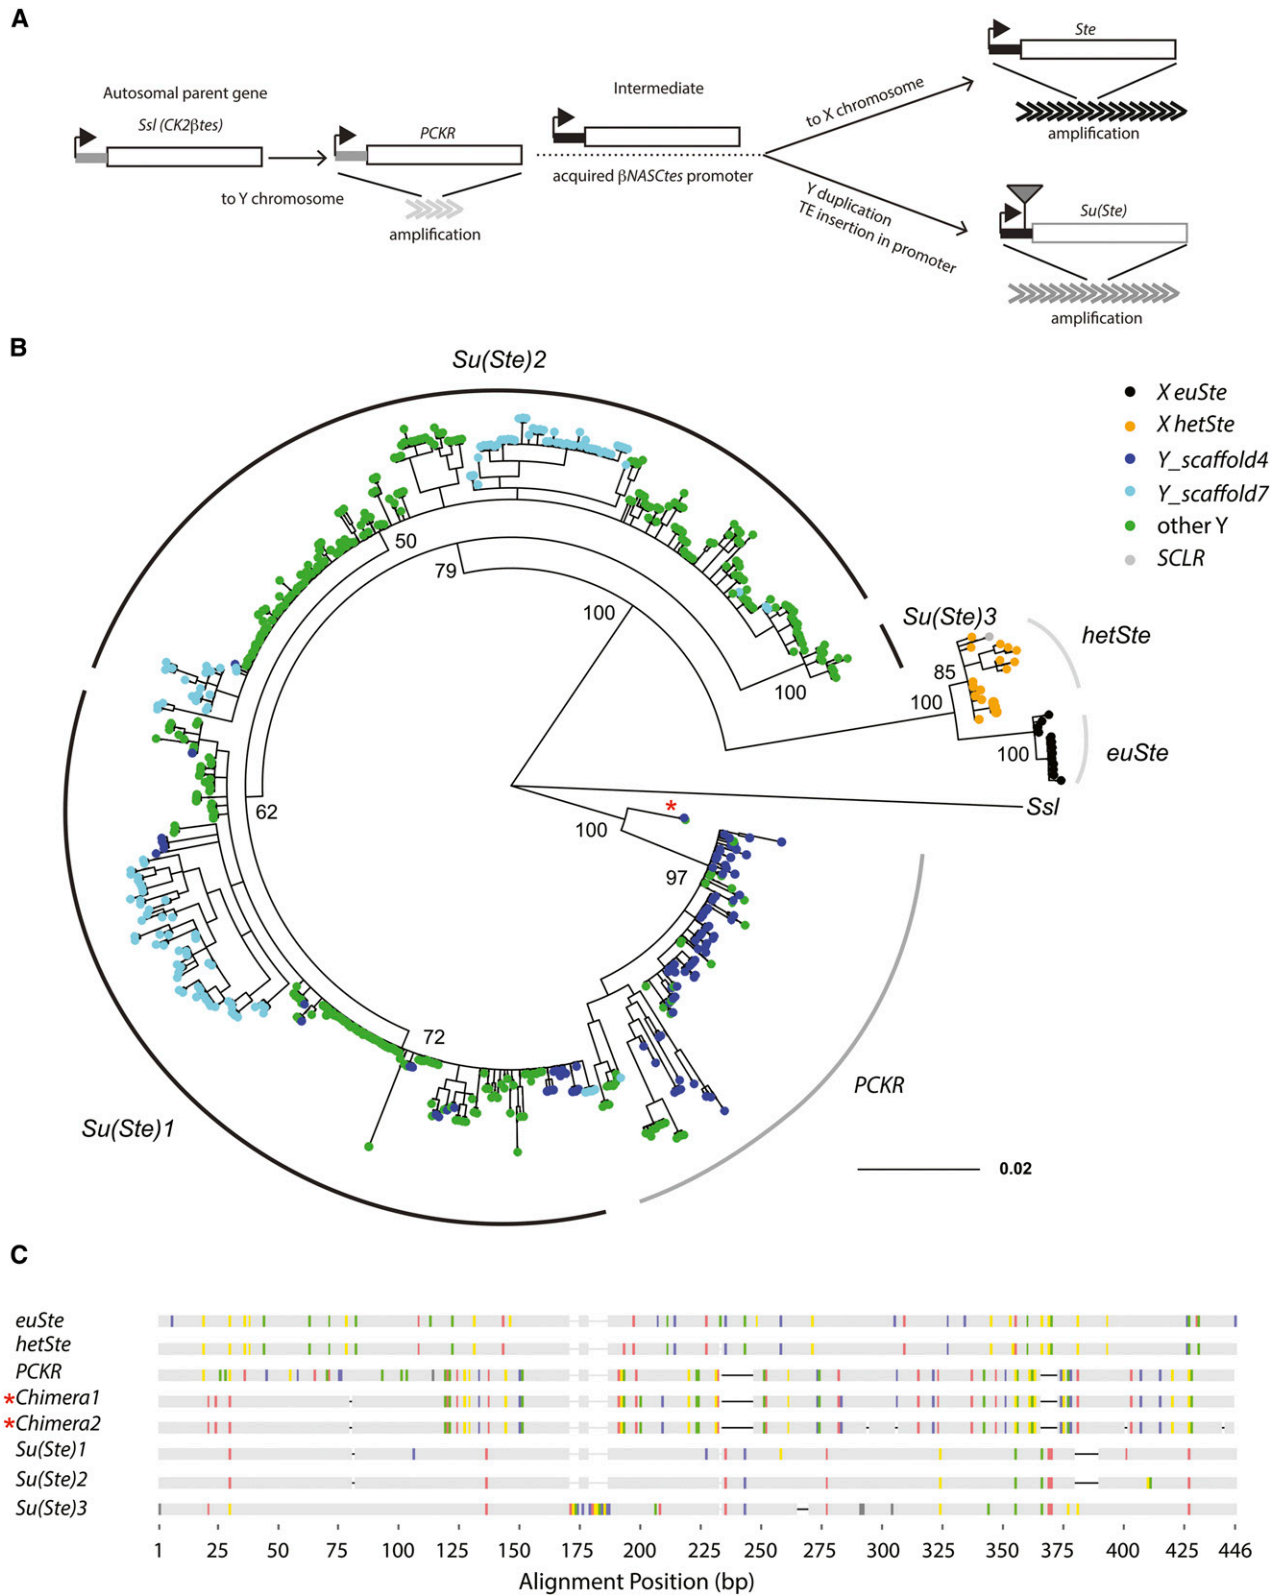 A
Autosomal parent gene
Ssl (CK2βtes)
to Y chromosome
PCKR
amplification
Intermediate
acquired βNASCtes promoter
to X chromosome
Y duplication
TE insertion in promoter
Ste
amplification
Su(Ste)
amplification
B
Su(Ste)2
X euSte
X hetSte
Y_scaffold4
Y_scaffold7
other Y
SCLR
50
79
100
100
Su(Ste)3
hetSte
85
100
100
euSte
Ssl
62
*
100
97
72
PCKR
Su(Ste)1
0.02
C
euSte
hetSte
PCKR
*Chimera1
*Chimera2
Su(Ste)1
Su(Ste)2
Su(Ste)3
1 25 50 75 100 125 150 175 200 225 250 275 300 325 350 375 400 425 446
Alignment Position (bp)